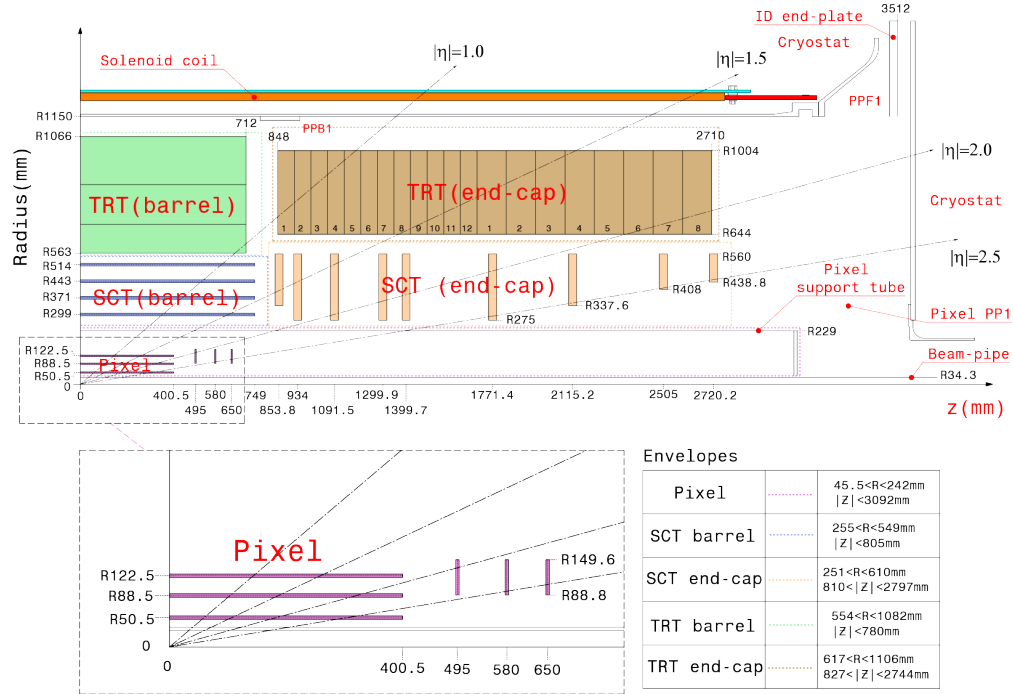 3512
ID end-plate
Cryostat
|η|=1.0
|η|=1.5
Solenoid coil
PPF1
R1150
712
PPB1
R1066
848
2710
R1004
|η|=2.0
Radius(mm)
TRT(barrel)
TRT(end-cap)
Cryostat
1 2 3 4 5 6 7 8 9 10 11 12 1 2 3 4 5 6 7 8
R644
R563
R560
R514
|η|=2.5
R443
SCT(barrel)
SCT (end-cap)
R438.8
Pixel
support tube
R408
R371
R337.6
R299
R275
Pixel PP1
R229
R122.5
R88.5
Pixel
Beam-pipe
R50.5
R34.3
0
0
400.5
580
749
934
1299.9
1771.4
2115.2
2505
2720.2
z(mm)
495
650
853.8
1091.5
1399.7
Envelopes
Pixel
45.5<R<242mm
|Z|<3092mm
SCT barrel
255<R<549mm
|Z|<805mm
SCT end-cap
251<R<610mm
810<|Z|<2797mm
TRT barrel
554<R<1082mm
|Z|<780mm
TRT end-cap
617<R<1106mm
827<|Z|<2744mm
Pixel
R149.6
R122.5
R88.5
R88.8
R50.5
0
0
400.5
495
580
650